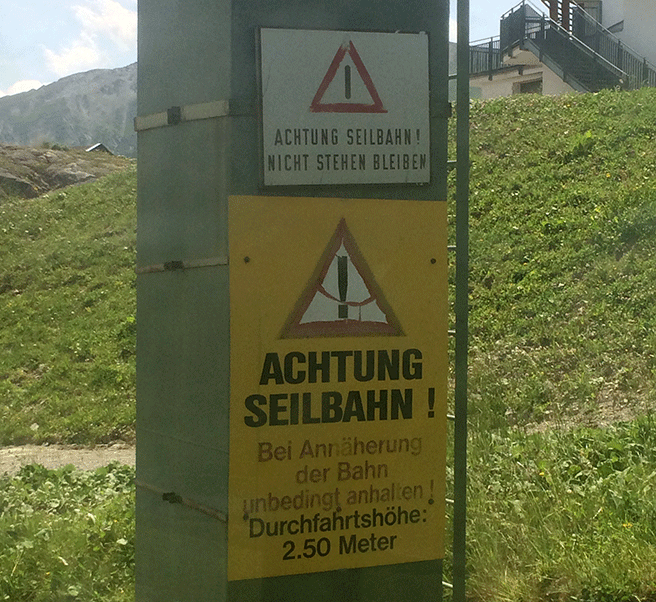 ACHTUNG SEILBAHN!
NICHT STEHEN BLEIBEN
ACHTUNG
SEILBAHN !
Bei Annäherung
der Bahn
unbedingt anhalten !
Durchfahrtshöhe:
2.50 Meter